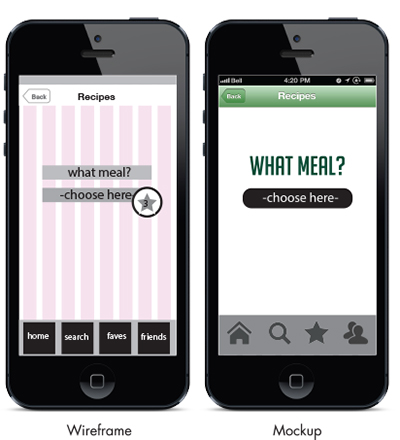 Back
Recipes
what meal?
-choose here
3
home
search
faves
friends
Wireframe
Bell
4:20 PM
Back
Recipes
WHAT MEAL?
-choose here-
Mockup